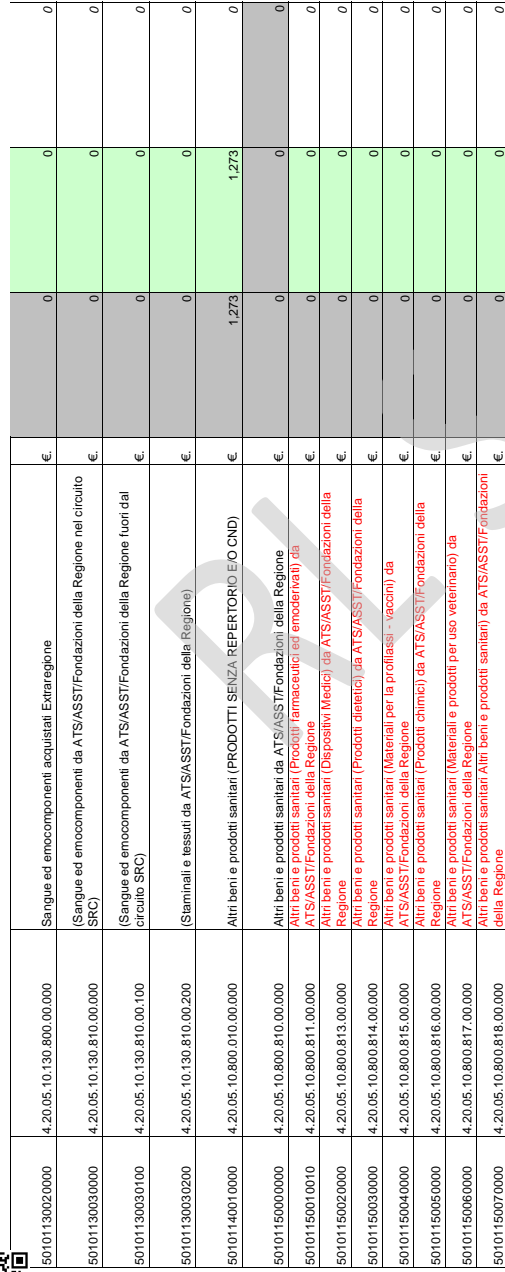 50101130020000 4.20.05.10.130.800.00.000 Sangue ed emocomponenti acquistati Extraregione €. 0 0 0
50101130030000 4.20.05.10.130.810.00.000 (Sangue ed emocomponenti da ATS/ASST/Fondazioni della Regione nel circuito
SRC) €. 0 0 0
50101130030100 4.20.05.10.130.810.00.100 (Sangue ed emocomponenti da ATS/ASST/Fondazioni della Regione fuori dal
circuito SRC) €. 0 0 0
50101130030200 4.20.05.10.130.810.00.200 (Staminali e tessuti da ATS/ASST/Fondazioni della Regione) €. 0 0 0
50101140010000 4.20.05.10.800.010.00.000 Altri beni e prodotti sanitari (PRODOTTI SENZA REPERTORIO E/O CND) €. 1,273 1,273 0
50101150000000 4.20.05.10.800.810.00.000 Altri beni e prodotti sanitari da ATS/ASST/Fondazioni della Regione €. 0 0 0
50101150010010 4.20.05.10.800.811.00.000 Altri beni e prodotti sanitari (Prodotti farmaceutici ed emoderivati) da
ATS/ASST/Fondazioni della Regione €. 0 0 0
50101150020000 4.20.05.10.800.813.00.000 Altri beni e prodotti sanitari (Dispositivi Medici) da ATS/ASST/Fondazioni della
Regione €. 0 0 0
50101150030000 4.20.05.10.800.814.00.000 Altri beni e prodotti sanitari (Prodotti dietetici) da ATS/ASST/Fondazioni della
Regione €. 0 0 0
50101150040000 4.20.05.10.800.815.00.000 Altri beni e prodotti sanitari (Materiali per la profilassi - vaccini) da
ATS/ASST/Fondazioni della Regione €. 0 0 0
50101150050000 4.20.05.10.800.816.00.000 Altri beni e prodotti sanitari (Prodotti chimici) da ATS/ASST/Fondazioni della
Regione €. 0 0 0
50101150060000 4.20.05.10.800.817.00.000 Altri beni e prodotti sanitari (Materiali e prodotti per uso veterinario) da
ATS/ASST/Fondazioni della Regione €. 0 0 0
50101150070000 4.20.05.10.800.818.00.000 Altri beni e prodotti sanitari Altri beni e prodotti sanitari) da ATS/ASST/Fondazioni
della Regione €. 0 0 0
RL